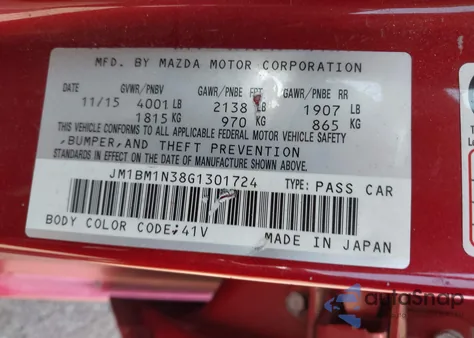 MFD. BY MAZDA MOTOR CORPORATION
DATE GVWR/PNBV GAWR/PNBE FRT GAWR/PNBE RR
11/15 4001 LB 2138 LB 1907 LB
1815 KG 970 KG 865 KG
THIS VEHICLE CONFORMS TO ALL APPLICABLE FEDERAL MOTOR VEHICLE SAFETY
,BUMPER,AND THEFT PREVENTION
STANDARDS IN EFFECT ON THE DATE OF MANUFACTURE SHOWN ABOVE.
JM1BM1N38G1301724 TYPE: PASS CAR
BODY COLOR CODE;41V
MADE IN JAPAN
autoSnap